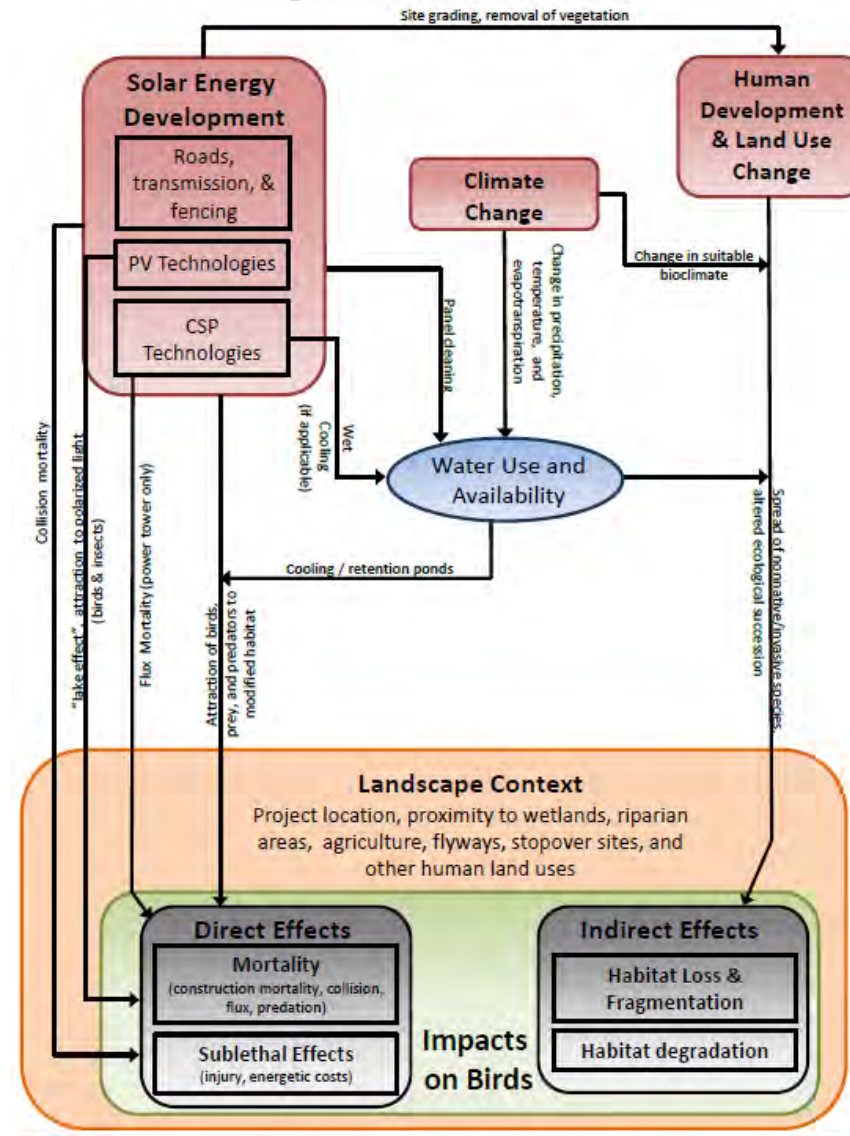 Site grading, removal of vegetation
Solar Energy
Development
Roads,
transmission, &
fencing
PV Technologies
CSP
Technologies
Human
Development
& Land Use
Change
Climate
Change
Change in suitable
bioclimate
Change in precipitation,
temperature, and
evapotranspiration
Panel cleaning
Wet
Cooling
(if applicable)
Water Use and
Availability
Cooling / retention ponds
Collision mortality
"lake effect", attraction to polarized light
(birds & insects)
Flux Mortality (power tower only)
Attraction of birds,
prey, and predators to
modified habitat
Spread of nonnative/invasive species,
altered ecological succession
Landscape Context
Project location, proximity to wetlands, riparian
areas, agriculture, flyways, stopover sites, and
other human land uses
Direct Effects
Mortality
(construction mortality, collision,
flux, predation)
Sublethal Effects
(injury, energetic costs)
Impacts
on Birds
Indirect Effects
Habitat Loss &
Fragmentation
Habitat degradation